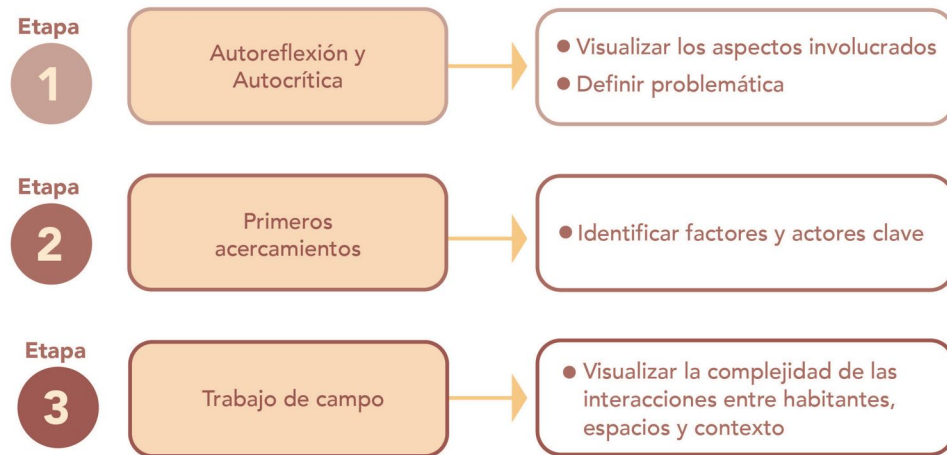 Etapa
1
Autoreflexión y
Autocrítica
● Visualizar los aspectos involucrados
● Definir problemática
Etapa
2
Primeros
acercamientos
● Identificar factores y actores clave
Etapa
3
Trabajo de campo
● Visualizar la complejidad de las
interacciones entre habitantes,
espacios y contexto